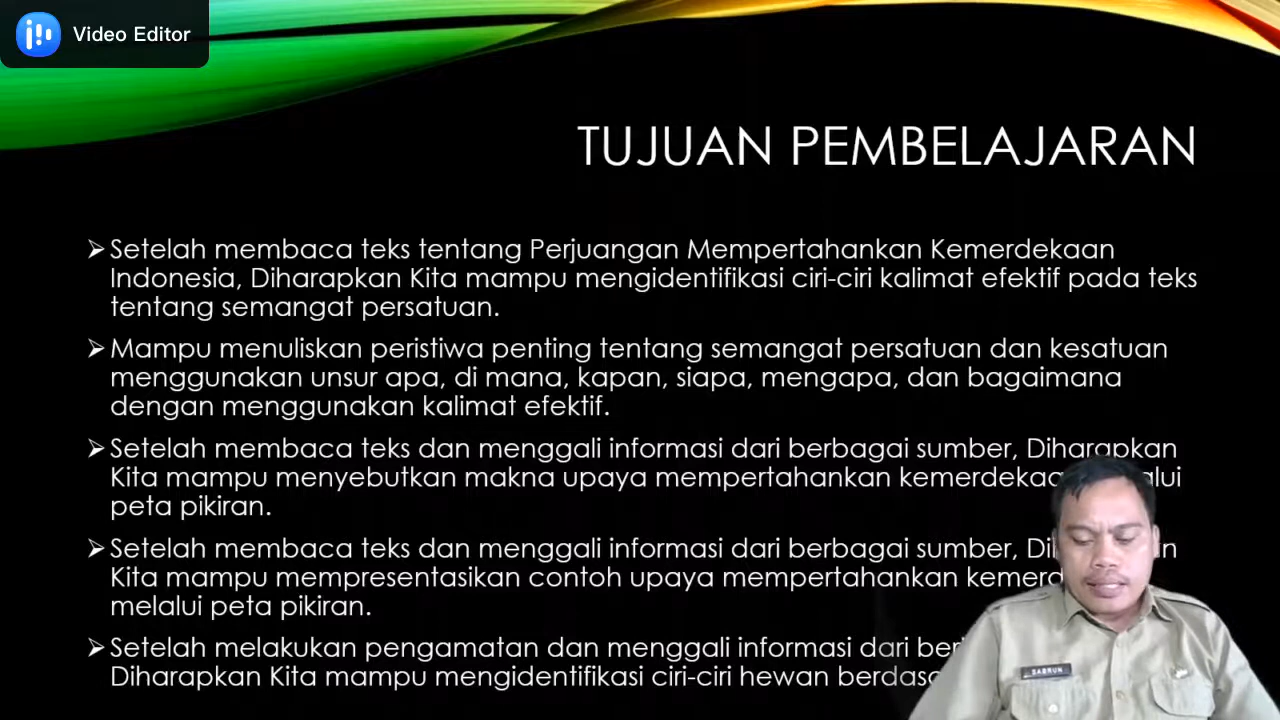 Video Editor
TUJUAN PEMBELAJARAN
➢Setelah membaca teks tentang Perjuangan Mempertahankan Kemerdekaan
Indonesia, Diharapkan Kita mampu mengidentifikasi ciri-ciri kalimat efektif pada teks
tentang semangat persatuan.
➢Mampu menuliskan peristiwa penting tentang semangat persatuan dan kesatuan
menggunakan unsur apa, di mana, kapan, siapa, mengapa, dan bagaimana
dengan menggunakan kalimat efektif.
➢Setelah membaca teks dan menggali informasi dari berbagai sumber, Diharapkan
Kita mampu menyebutkan makna upaya mempertahankan
peta pikiran.
➢Setelah membaca teks dan menggali informasi dari berbagai sumber,
Kita mampu mempresentasikan contoh upaya mempertahankan
melalui peta pikiran.
➢Setelah melakukan pengamatan dan menggali informasi dari
Diharapkan Kita mampu mengidentifikasi ciri-ciri hewan
SABRUN